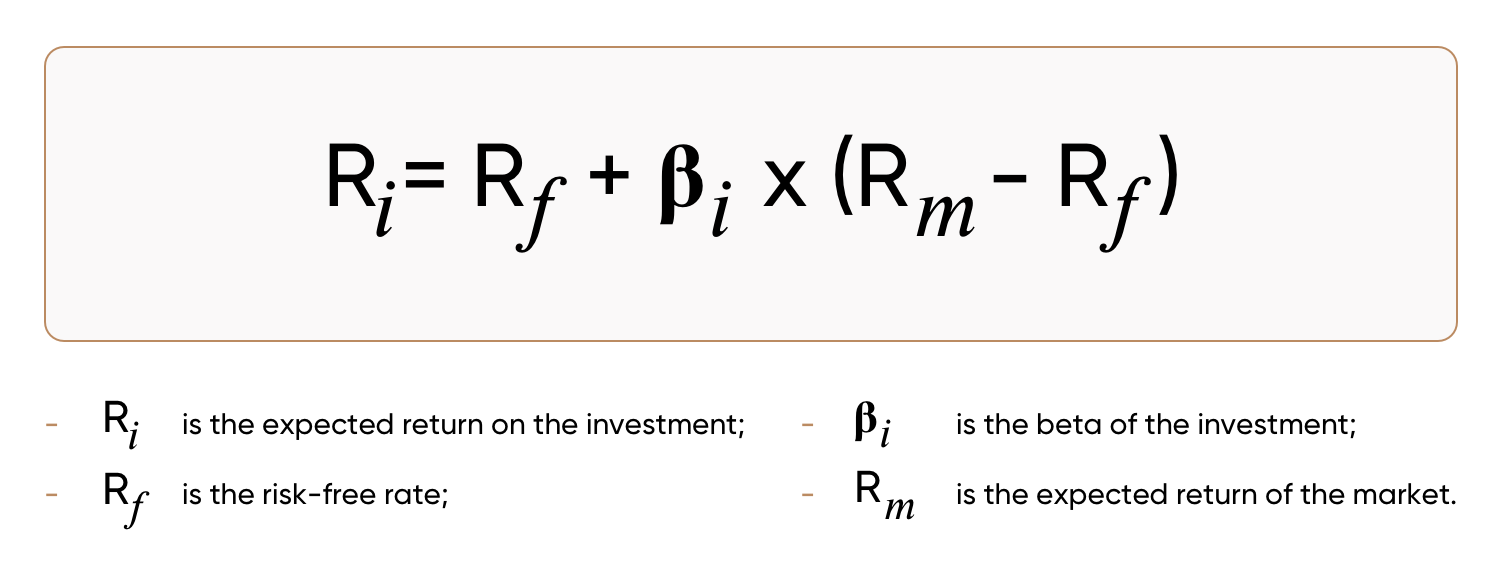 Rᵢ= R𝑓 + βᵢ x (Rₘ – R𝑓)
– Rᵢ is the expected return on the investment;
– R𝑓 is the risk-free rate;
– βᵢ is the beta of the investment;
– Rₘ is the expected return of the market.